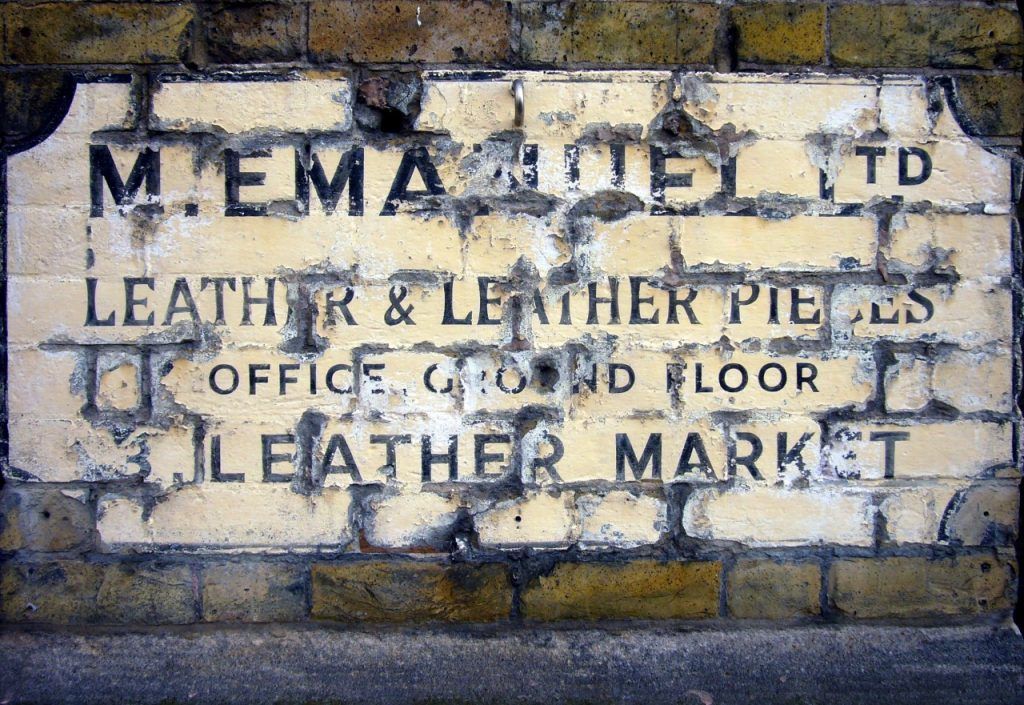 M. EMANUEL LTD
LEATHER & LEATHER PIECES
OFFICE, GROUND FLOOR
3, LEATHER MARKET